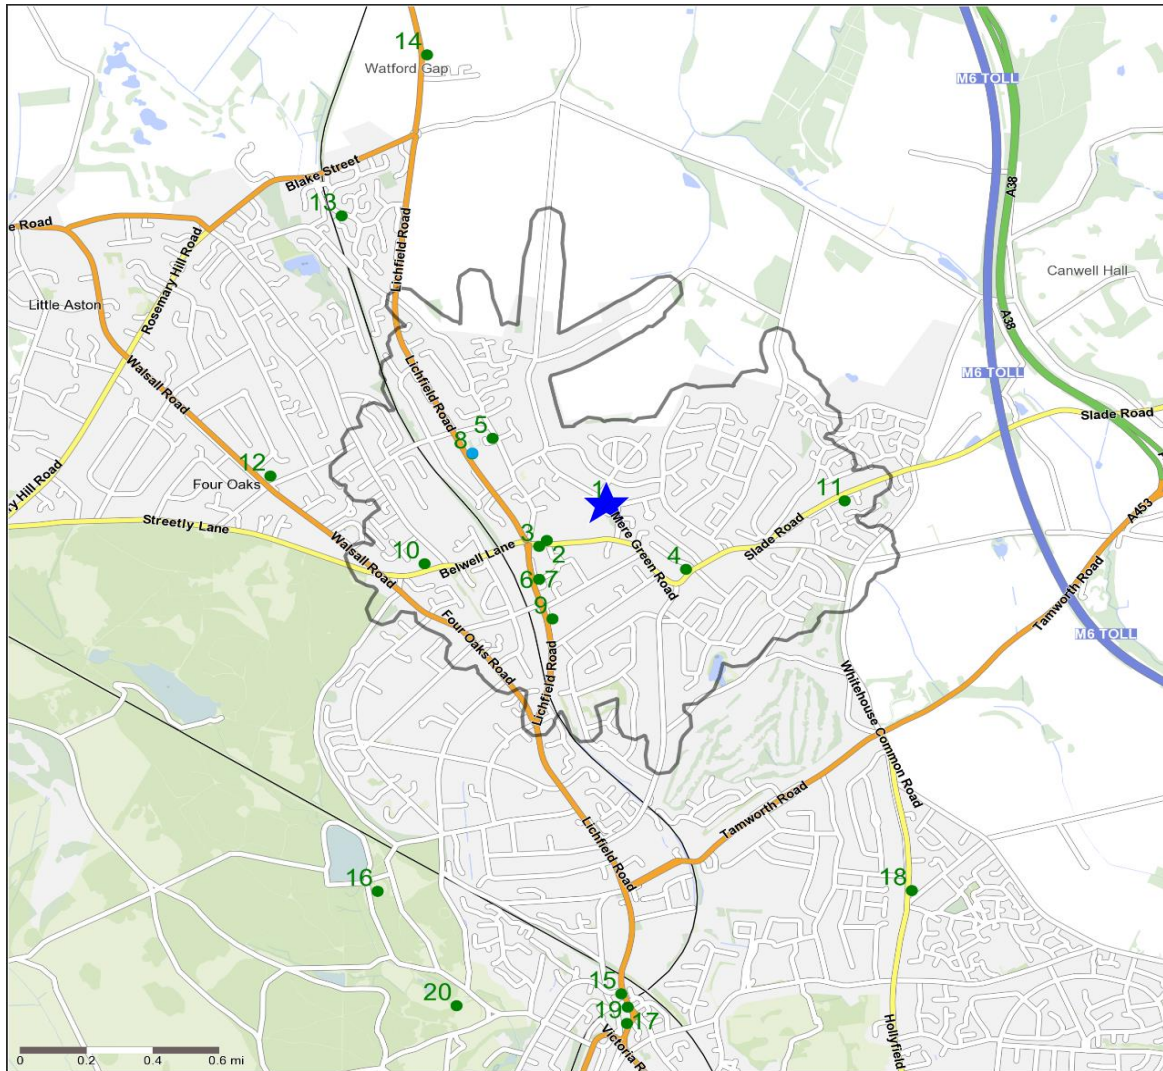 14
Watford Gap
M6 TOLL
Blake Street
A38
13
e Road
Lichfield Road
Canwell Hall
Rosemary Hill Road
Little Aston
A38
Walsall Road
Lichfield Road
M6 TOLL
Slade Road
5
8
12
Four Oaks
1
11
ry Hill Road
Mere Green Road
A453
Streetly Lane
3
2
Slade Road
Walsall Road
10
Belwell Lane
4
6
7
Tamworth Road
9
Four Oaks Road
M6 TOLL
Lichfield Road
Whitehouse Common Road
Tamworth Road
Lichfield Road
16
18
15
20
19
17
Victoria R
Hollyfield
0 0.2 0.4 0.6 mi